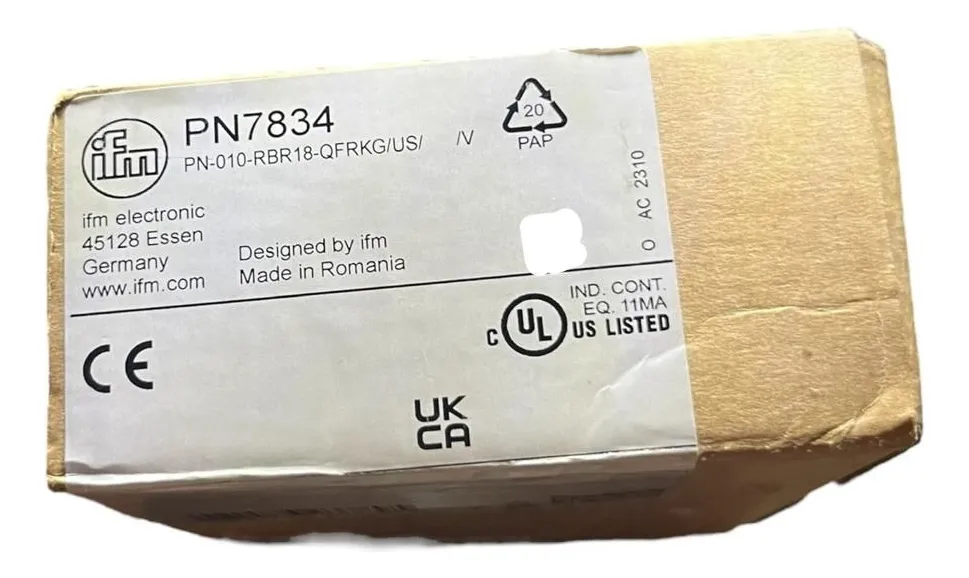 ifm
PN7834
PN-010-RBR18-QFRKG/US/ /V
20
PAP
ifm electronic
45128 Essen
Germany
www.ifm.com
Designed by ifm
Made in Romania
O AC 2310
CE
UK
CA
C UL US LISTED
IND. CONT.
EQ. 11MA